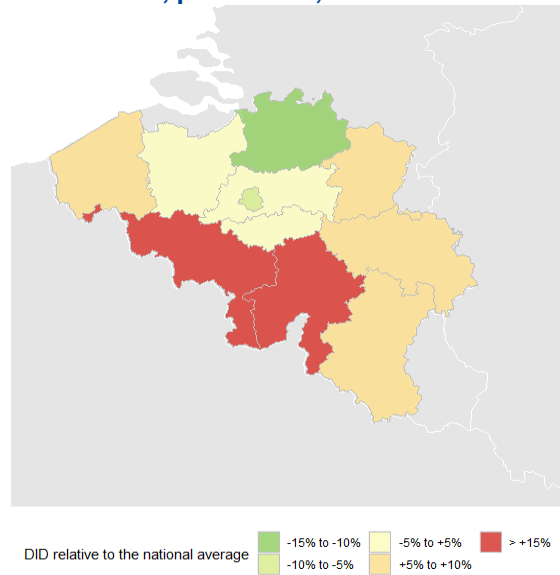 DID relative to the national average
-15% to -10%
-10% to -5%
-5% to +5%
+5% to +10%
> +15%